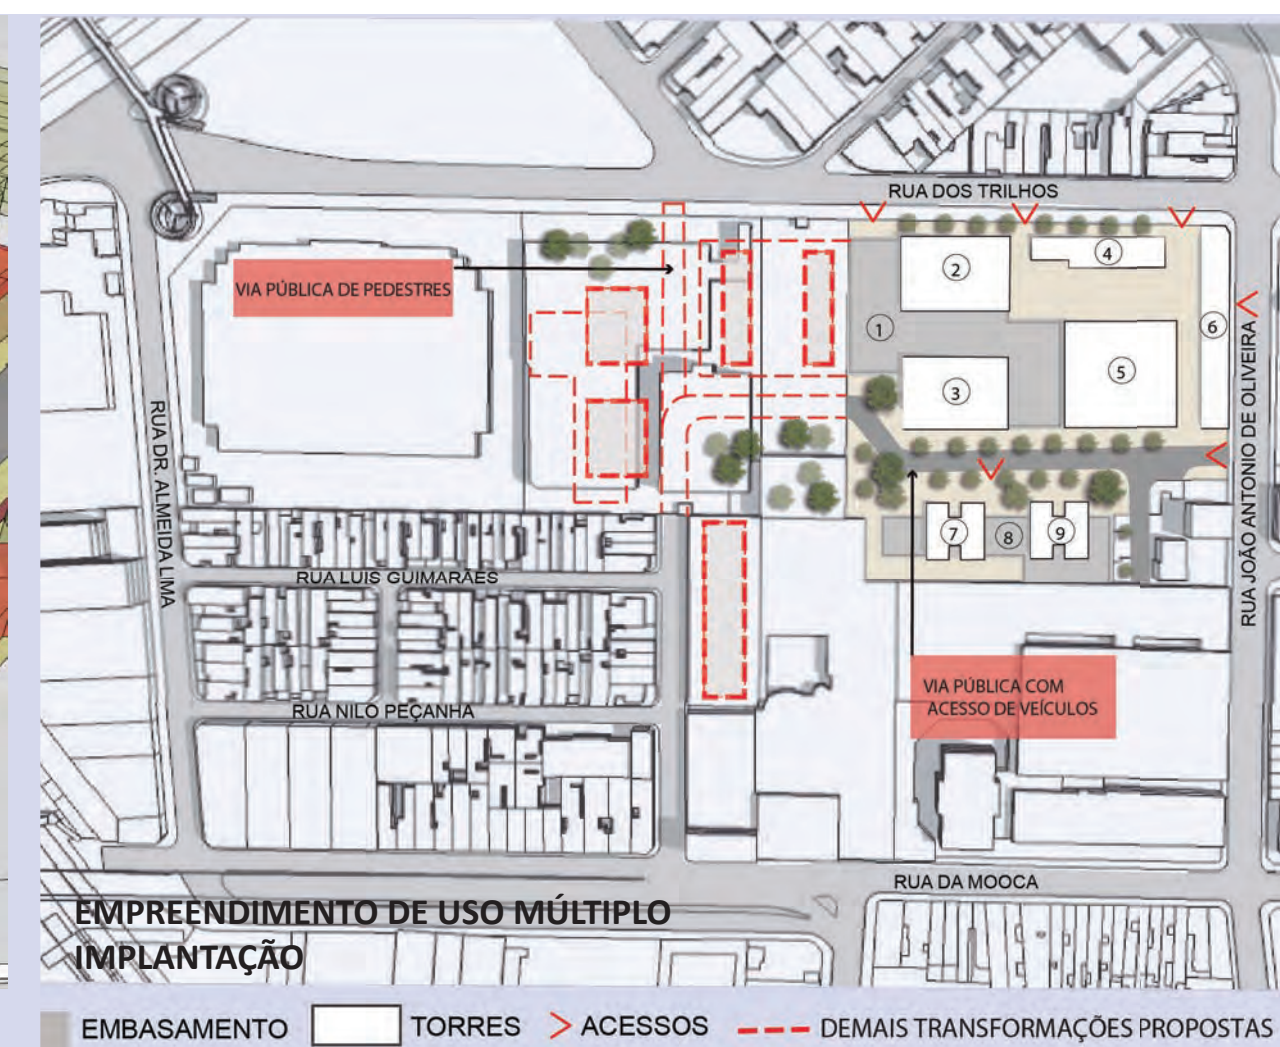 RUA DOS TRILHOS
VIA PÚBLICA DE PEDESTRES
1
2
3
4
5
6
7
8
9
RUA JOÃO ANTONIO DE OLIVEIRA
RUA DR. ALMEIDA LIMA
RUA LUIS GUIMARÃES
RUA NILO PEÇANHA
VIA PÚBLICA COM
ACESSO DE VEÍCULOS
RUA DA MOOCA
EMPREENDIMENTO DE USO MÚLTIPLO
IMPLANTAÇÃO
EMBASAMENTO TORRES ACESSOS DEMAIS TRANSFORMAÇÕES PROPOSTAS